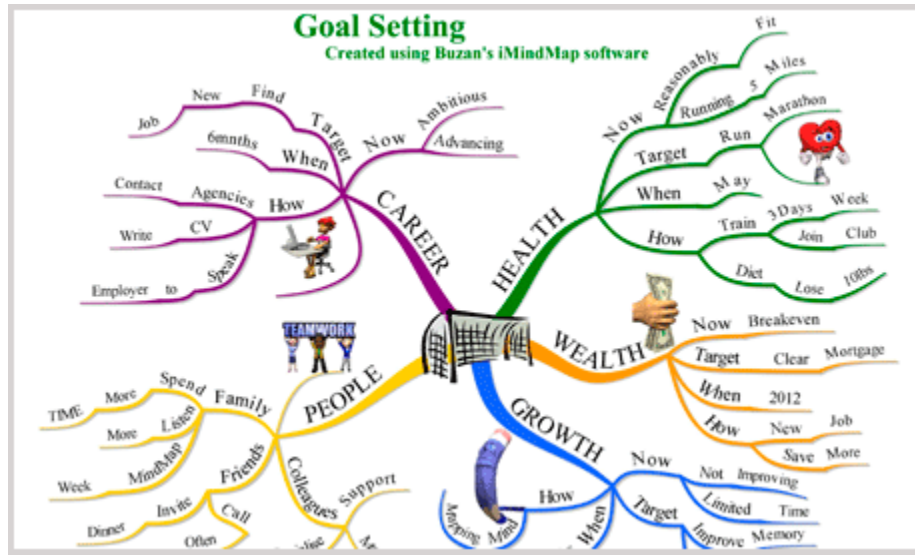 Goal Setting
Created using Buzan's iMindMap software
CAREER
Now
Ambitious
Advancing
Target
Find
New
Job
When
6mnths
How
Agencies
Contact
CV
Write
Speak
to
Employer
HEALTH
Now
Reasonably
Fit
Running
5
Miles
Target
Run
Marathon
When
May
How
Train
3Days
Week
Join
Club
Diet
Lose
10lbs
WEALTH
Now
Breakeven
Target
Clear
Mortgage
When
2012
How
New
Job
Save
More
GROWTH
Now
Not
Improving
Limited
Time
Target
Improve
Memory
When
How
Mind
Mapping
TEAMWORK
PEOPLE
Family
Spend
More
TIME
Listen
More
MindMap
Week
Friends
Invite
Dinner
Call
Often
Colleagues
Support